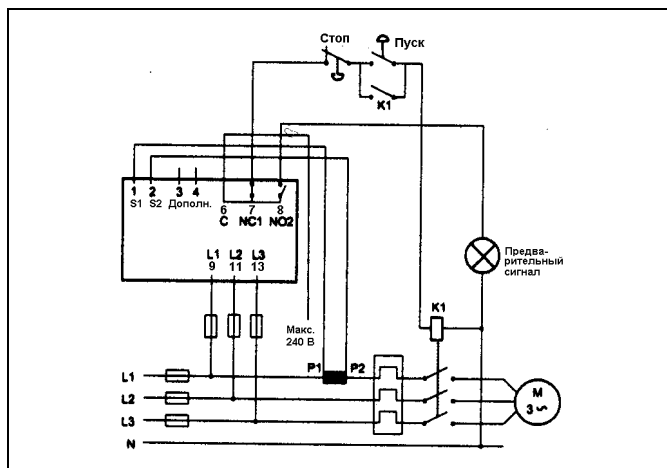 Стоп
Пуск
K1
1 2 3 4
S1 S2 Дополн.
6 7 8
C NC1 NO2
L1 L2 L3
9 11 13
Предва-
рительный
сигнал
Макс.
240 В
K1
P1 P2
L1
L2
L3
N
M
3 ~